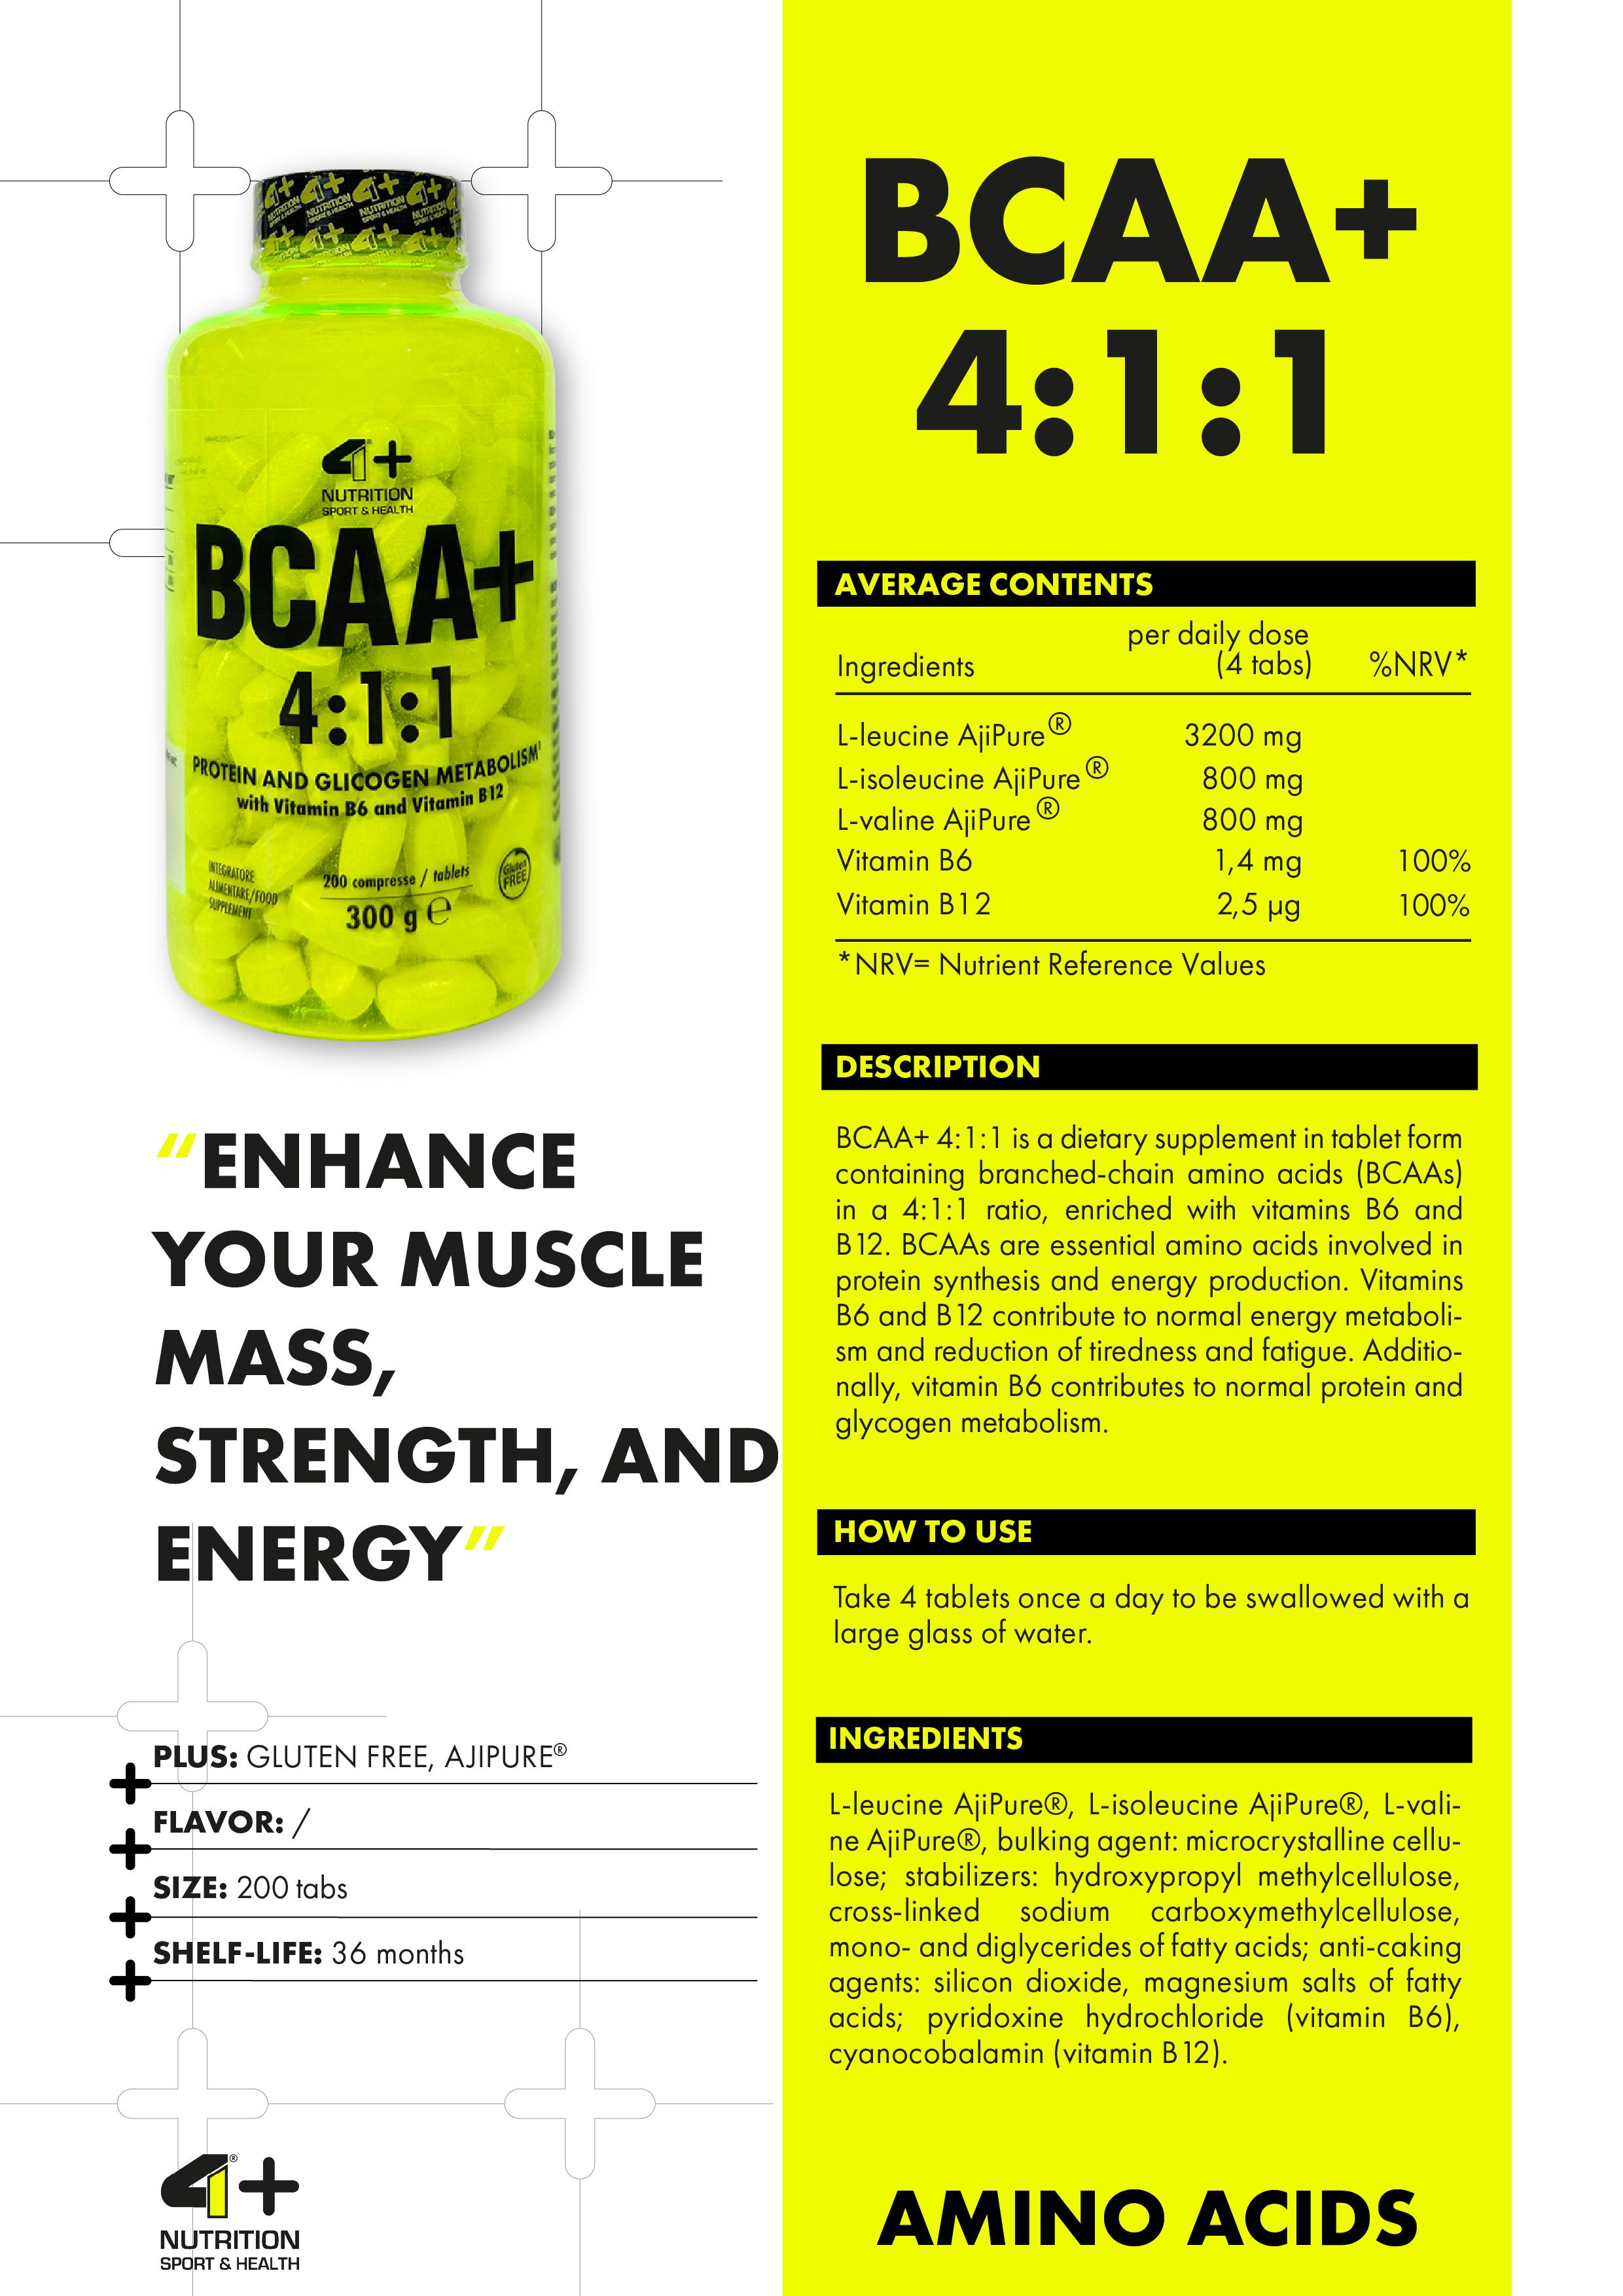 4+
NUTRITION
SPORT & HEALTH
BCAA+
4:1:1
PROTEIN AND GLICOGEN METABOLISM¹
with Vitamin B6 and Vitamin B12
INTEGRATORE
ALIMENTARE/FOOD
SUPPLEMENT
200 compresse / tablets
300 g ℮
Gluten
FREE
“ENHANCE
YOUR MUSCLE
MASS,
STRENGTH, AND
ENERGY”
PLUS: GLUTEN FREE, AJIPURE®
FLAVOR: /
SIZE: 200 tabs
SHELF-LIFE: 36 months
4+®
NUTRITION
SPORT & HEALTH
BCAA+
4:1:1
AVERAGE CONTENTS
Ingredients per daily dose (4 tabs) %NRV*
L-leucine AjiPure® 3200 mg
L-isoleucine AjiPure® 800 mg
L-valine AjiPure® 800 mg
Vitamin B6 1,4 mg 100%
Vitamin B12 2,5 µg 100%
*NRV= Nutrient Reference Values
DESCRIPTION
BCAA+ 4:1:1 is a dietary supplement in tablet form
containing branched-chain amino acids (BCAAs)
in a 4:1:1 ratio, enriched with vitamins B6 and
B12. BCAAs are essential amino acids involved in
protein synthesis and energy production. Vitamins
B6 and B12 contribute to normal energy metaboli-
sm and reduction of tiredness and fatigue. Additio-
nally, vitamin B6 contributes to normal protein and
glycogen metabolism.
HOW TO USE
Take 4 tablets once a day to be swallowed with a
large glass of water.
INGREDIENTS
L-leucine AjiPure®, L-isoleucine AjiPure®, L-vali-
ne AjiPure®, bulking agent: microcrystalline cellu-
lose; stabilizers: hydroxypropyl methylcellulose,
cross-linked sodium carboxymethylcellulose,
mono- and diglycerides of fatty acids; anti-caking
agents: silicon dioxide, magnesium salts of fatty
acids; pyridoxine hydrochloride (vitamin B6),
cyanocobalamin (vitamin B12).
AMINO ACIDS